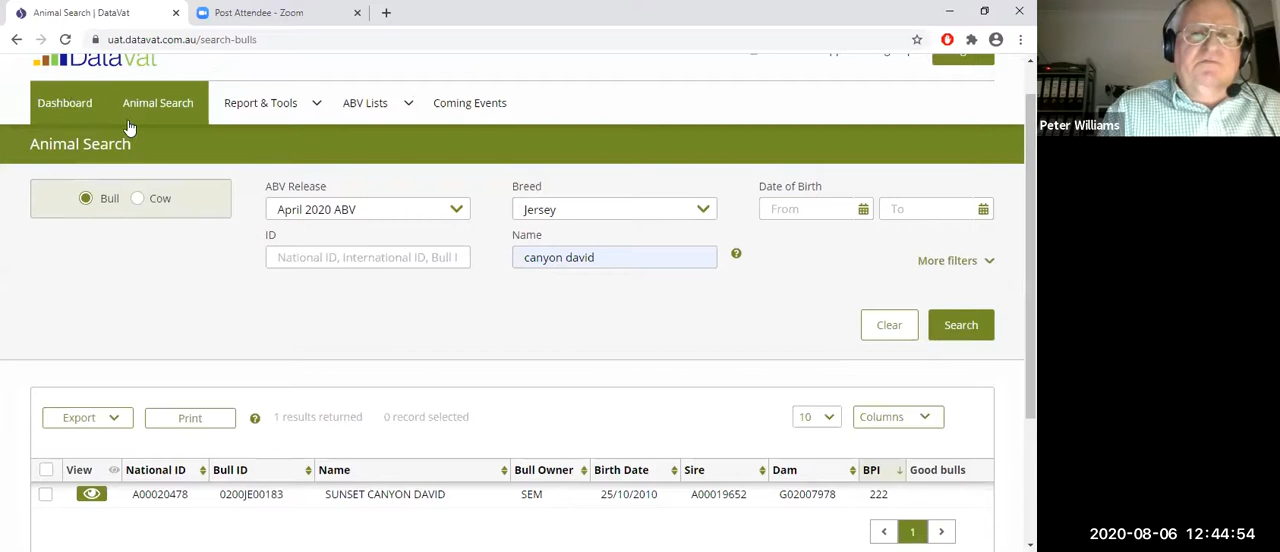 Animal Search | DataVat
Post Attendee - Zoom
uat.datavat.com.au/search-bulls
DataVat
Dashboard Animal Search Report & Tools ABV Lists Coming Events
Animal Search
Bull Cow
ABV Release Breed Date of Birth
April 2020 ABV Jersey From To
ID Name
National ID, International ID, Bull I canyon david
More filters
Clear Search
Export Print 1 results returned 0 record selected 10 Columns
View National ID Bull ID Name Bull Owner Birth Date Sire Dam BPI Good bulls
A00020478 0200JE00183 SUNSET CANYON DAVID SEM 25/10/2010 A00019652 G02007978 222
1
Peter Williams
2020-08-06 12:44:54